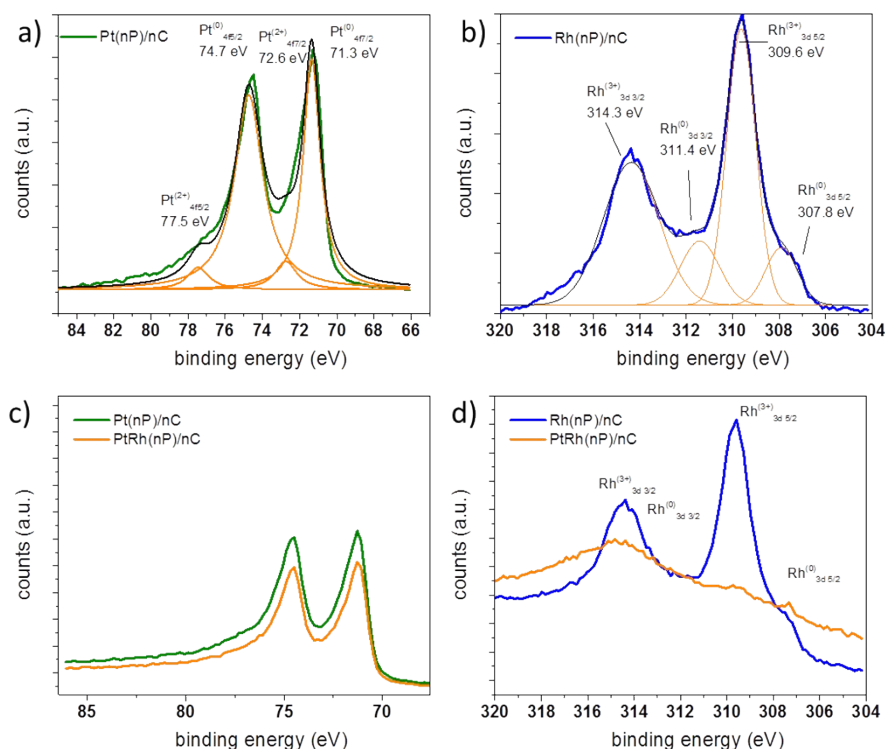 a)
Pt(nP)/nC
Pt(0)4f5/2
74.7 eV
Pt(2+)4f7/2
72.6 eV
Pt(0)4f7/2
71.3 eV
Pt(2+)4f5/2
77.5 eV
counts (a.u.)
84 82 80 78 76 74 72 70 68 66
binding energy (eV)
b)
Rh(nP)/nC
Rh(3+)3d 5/2
309.6 eV
Rh(3+)3d 3/2
314.3 eV
Rh(0)3d 3/2
311.4 eV
Rh(0)3d 5/2
307.8 eV
counts (a.u.)
320 318 316 314 312 310 308 306 304
binding energy (eV)
c)
Pt(nP)/nC
PtRh(nP)/nC
counts (a.u.)
85 80 75 70
binding energy (eV)
d)
Rh(nP)/nC
PtRh(nP)/nC
Rh(3+)3d 5/2
Rh(3+)3d 3/2
Rh(0)3d 3/2
Rh(0)3d 5/2
counts (a.u.)
320 318 316 314 312 310 308 306 304
binding energy (eV)